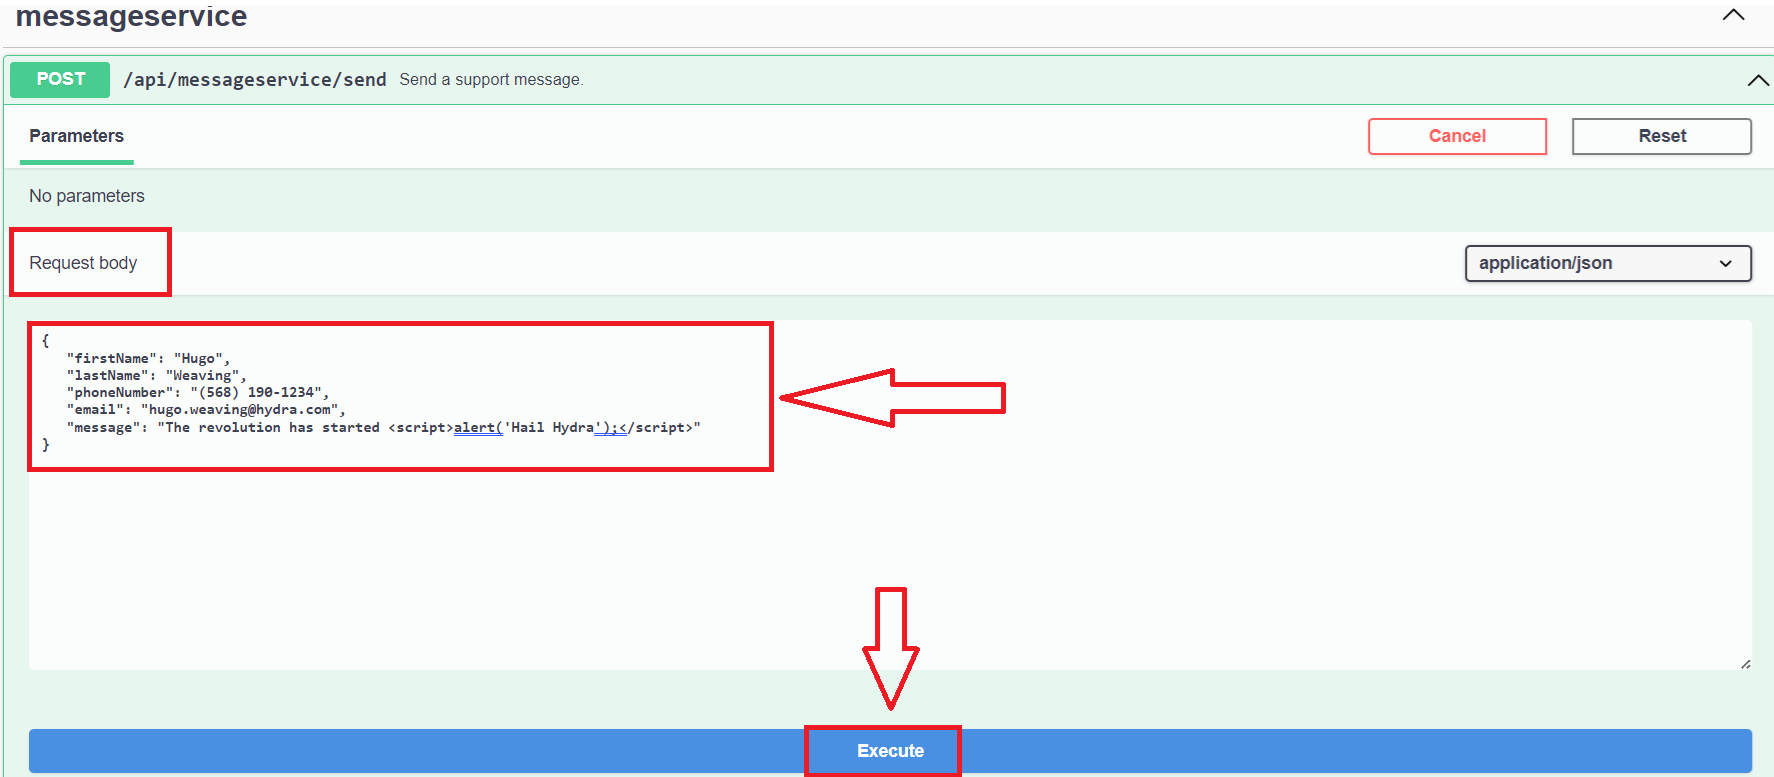 messageservice
POST /api/messageservice/send Send a support message.
Parameters Cancel Reset
No parameters
Request body application/json
{
"firstName": "Hugo",
"lastName": "Weaving",
"phoneNumber": "(568) 190-1234",
"email": "hugo.weaving@hydra.com",
"message": "The revolution has started <script>alert('Hail Hydra');</script>"
}
Execute